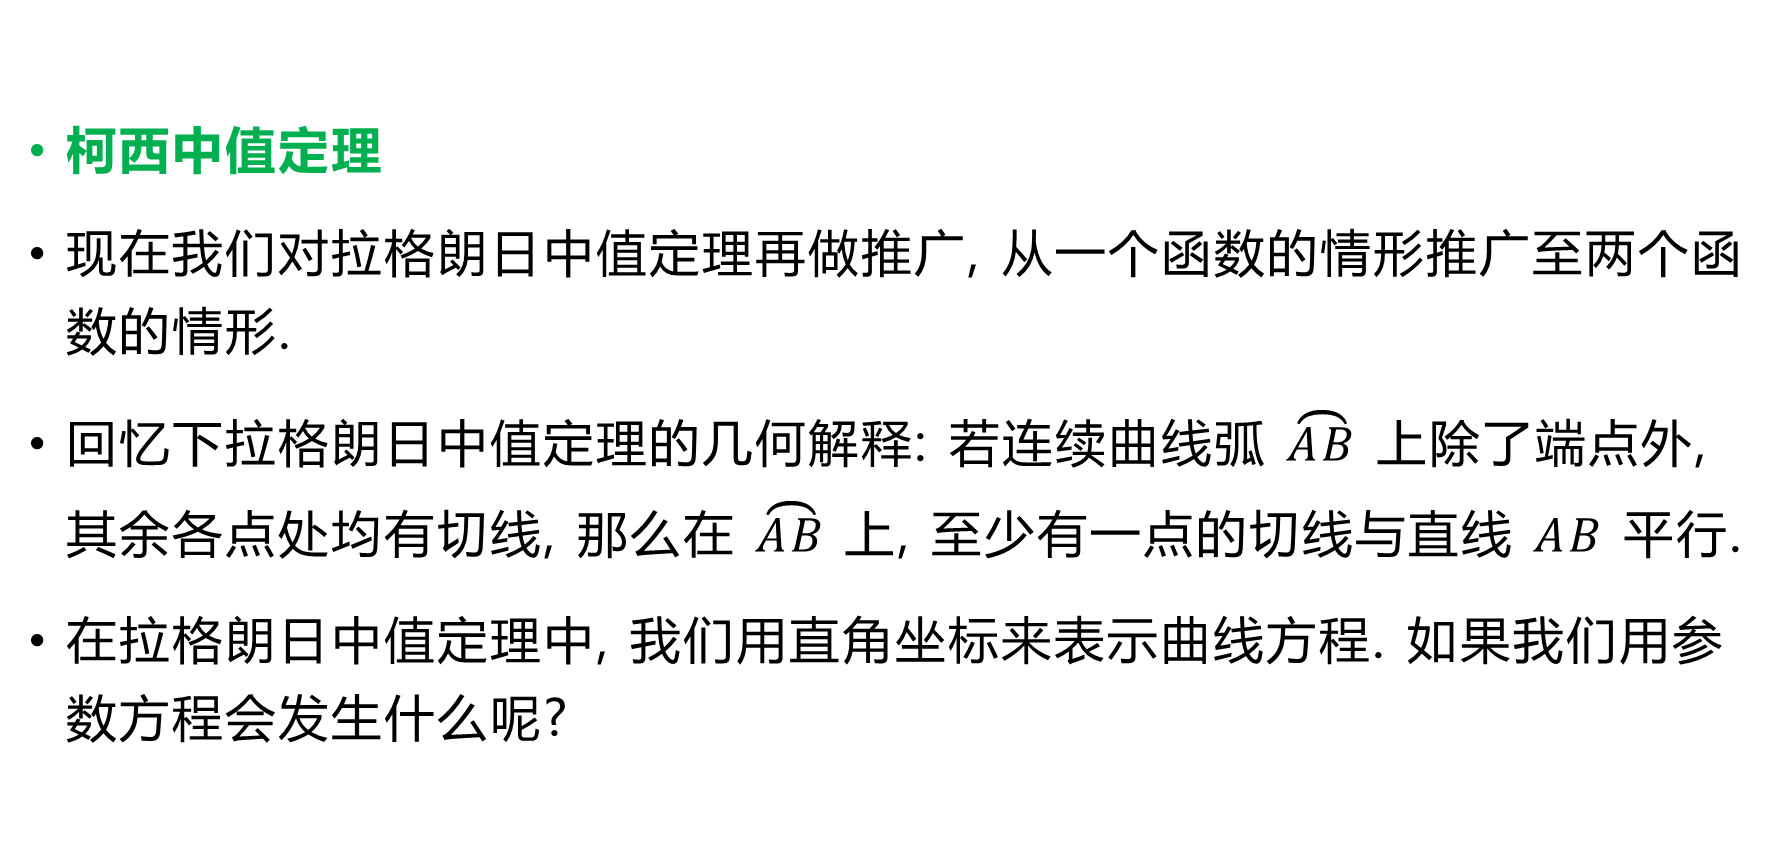 • 柯西中值定理
• 现在我们对拉格朗日中值定理再做推广, 从一个函数的情形推广至两个函
数的情形.
• 回忆下拉格朗日中值定理的几何解释: 若连续曲线弧 $\overset{\frown}{AB}$ 上除了端点外,
其余各点处均有切线, 那么在 $\overset{\frown}{AB}$ 上, 至少有一点的切线与直线 AB 平行.
• 在拉格朗日中值定理中, 我们用直角坐标来表示曲线方程. 如果我们用参
数方程会发生什么呢?